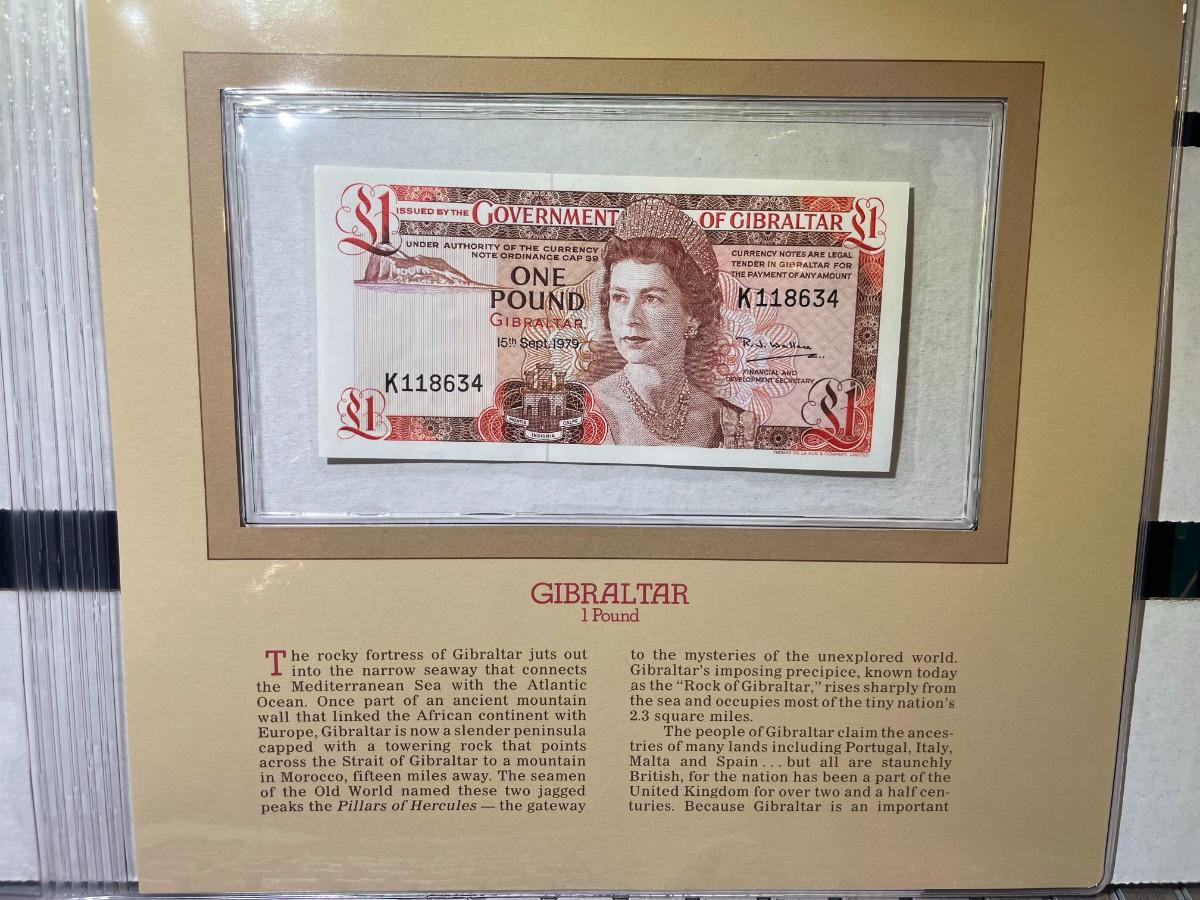 £1
ISSUED BY THE GOVERNMENT OF GIBRALTAR
£1
UNDER AUTHORITY OF THE CURRENCY
NOTE ORDINANCE CAP 39
CURRENCY NOTES ARE LEGAL
TENDER IN GIBRALTAR FOR
THE PAYMENT OF ANY AMOUNT
ONE
POUND
GIBRALTAR
15th Sept. 1979.
K118634
R. J. Wallace
FINANCIAL AND
DEVELOPMENT SECRETARY
K118634
£1
MONTIS CALPE
INSIGNIA
£1
THOMAS DE LA RUE & COMPANY, LIMITED
GIBRALTAR
1 Pound
The rocky fortress of Gibraltar juts out
into the narrow seaway that connects
the Mediterranean Sea with the Atlantic
Ocean. Once part of an ancient mountain
wall that linked the African continent with
Europe, Gibraltar is now a slender peninsula
capped with a towering rock that points
across the Strait of Gibraltar to a mountain
in Morocco, fifteen miles away. The seamen
of the Old World named these two jagged
peaks the Pillars of Hercules — the gateway
to the mysteries of the unexplored world.
Gibraltar's imposing precipice, known today
as the "Rock of Gibraltar," rises sharply from
the sea and occupies most of the tiny nation's
2.3 square miles.
The people of Gibraltar claim the ances-
tries of many lands including Portugal, Italy,
Malta and Spain . . . but all are staunchly
British, for the nation has been a part of the
United Kingdom for over two and a half cen-
turies. Because Gibraltar is an important